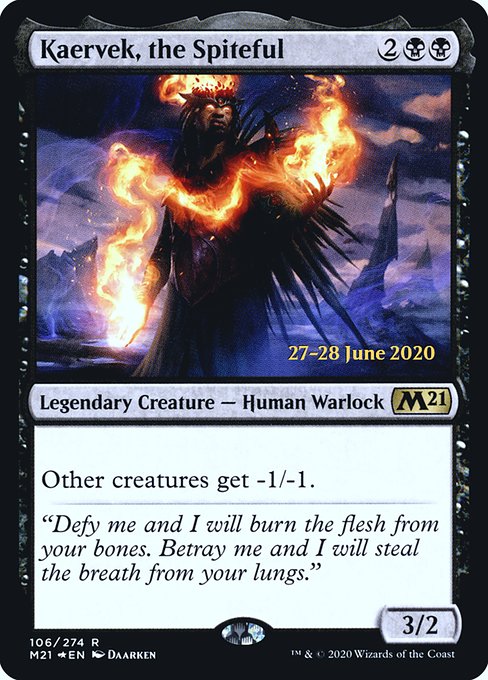 Kaervek, the Spiteful 2
27-28 June 2020
Legendary Creature — Human Warlock M21
Other creatures get -1/-1.
“Defy me and I will burn the flesh from
your bones. Betray me and I will steal
the breath from your lungs.”
3/2
106/274 R
M21 ★ EN Daarken ™ & © 2020 Wizards of the Coast